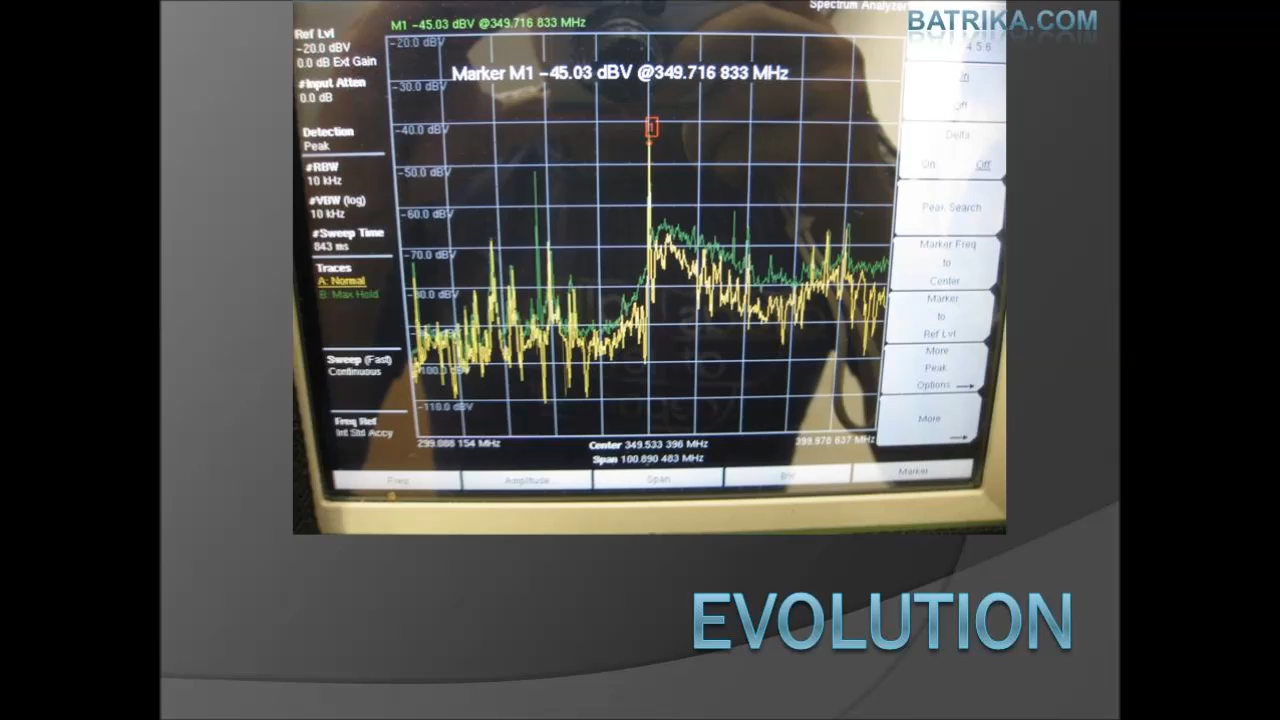 Spectrum Analyzer
BATRIKA.COM
M1 -45.03 dBV @349.716 833 MHz
Ref Lvl
-20.0 dBV
0.0 dB Ext Gain
#Input Atten
0.0 dB
Detection
Peak
#RBW
10 kHz
#VBW (log)
10 kHz
#Sweep Time
843 ms
Traces
A: Normal
B: Max Hold
Sweep (Fast)
Continuous
Freq Ref
Int Std Accy
-20.0 dBV
Marker M1 -45.03 dBV @349.716 833 MHz
-30.0 dBV
-40.0 dBV
-50.0 dBV
-60.0 dBV
-70.0 dBV
-80.0 dBV
-100.0 dBV
-110.0 dBV
1
299.088 154 MHz
Center 349.533 396 MHz
399.978 637 MHz
Span 100.890 483 MHz
4 5 6
On
Off
Delta
On Off
Peak Search
Marker Freq
to
Center
Marker
to
Ref Lvl
More
Peak
Options
More
Freq
Amplitude
Span
BW
Marker
EVOLUTION